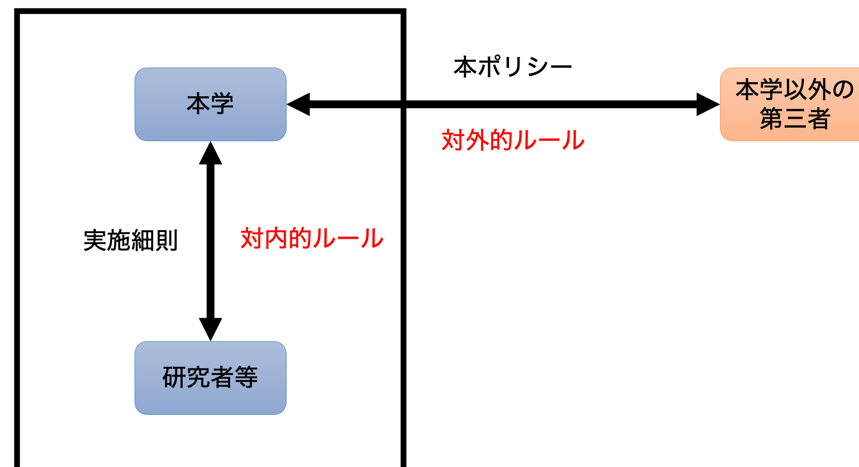 本ポリシー
本学
本学以外の
第三者
対外的ルール
実施細則
対内的ルール
研究者等